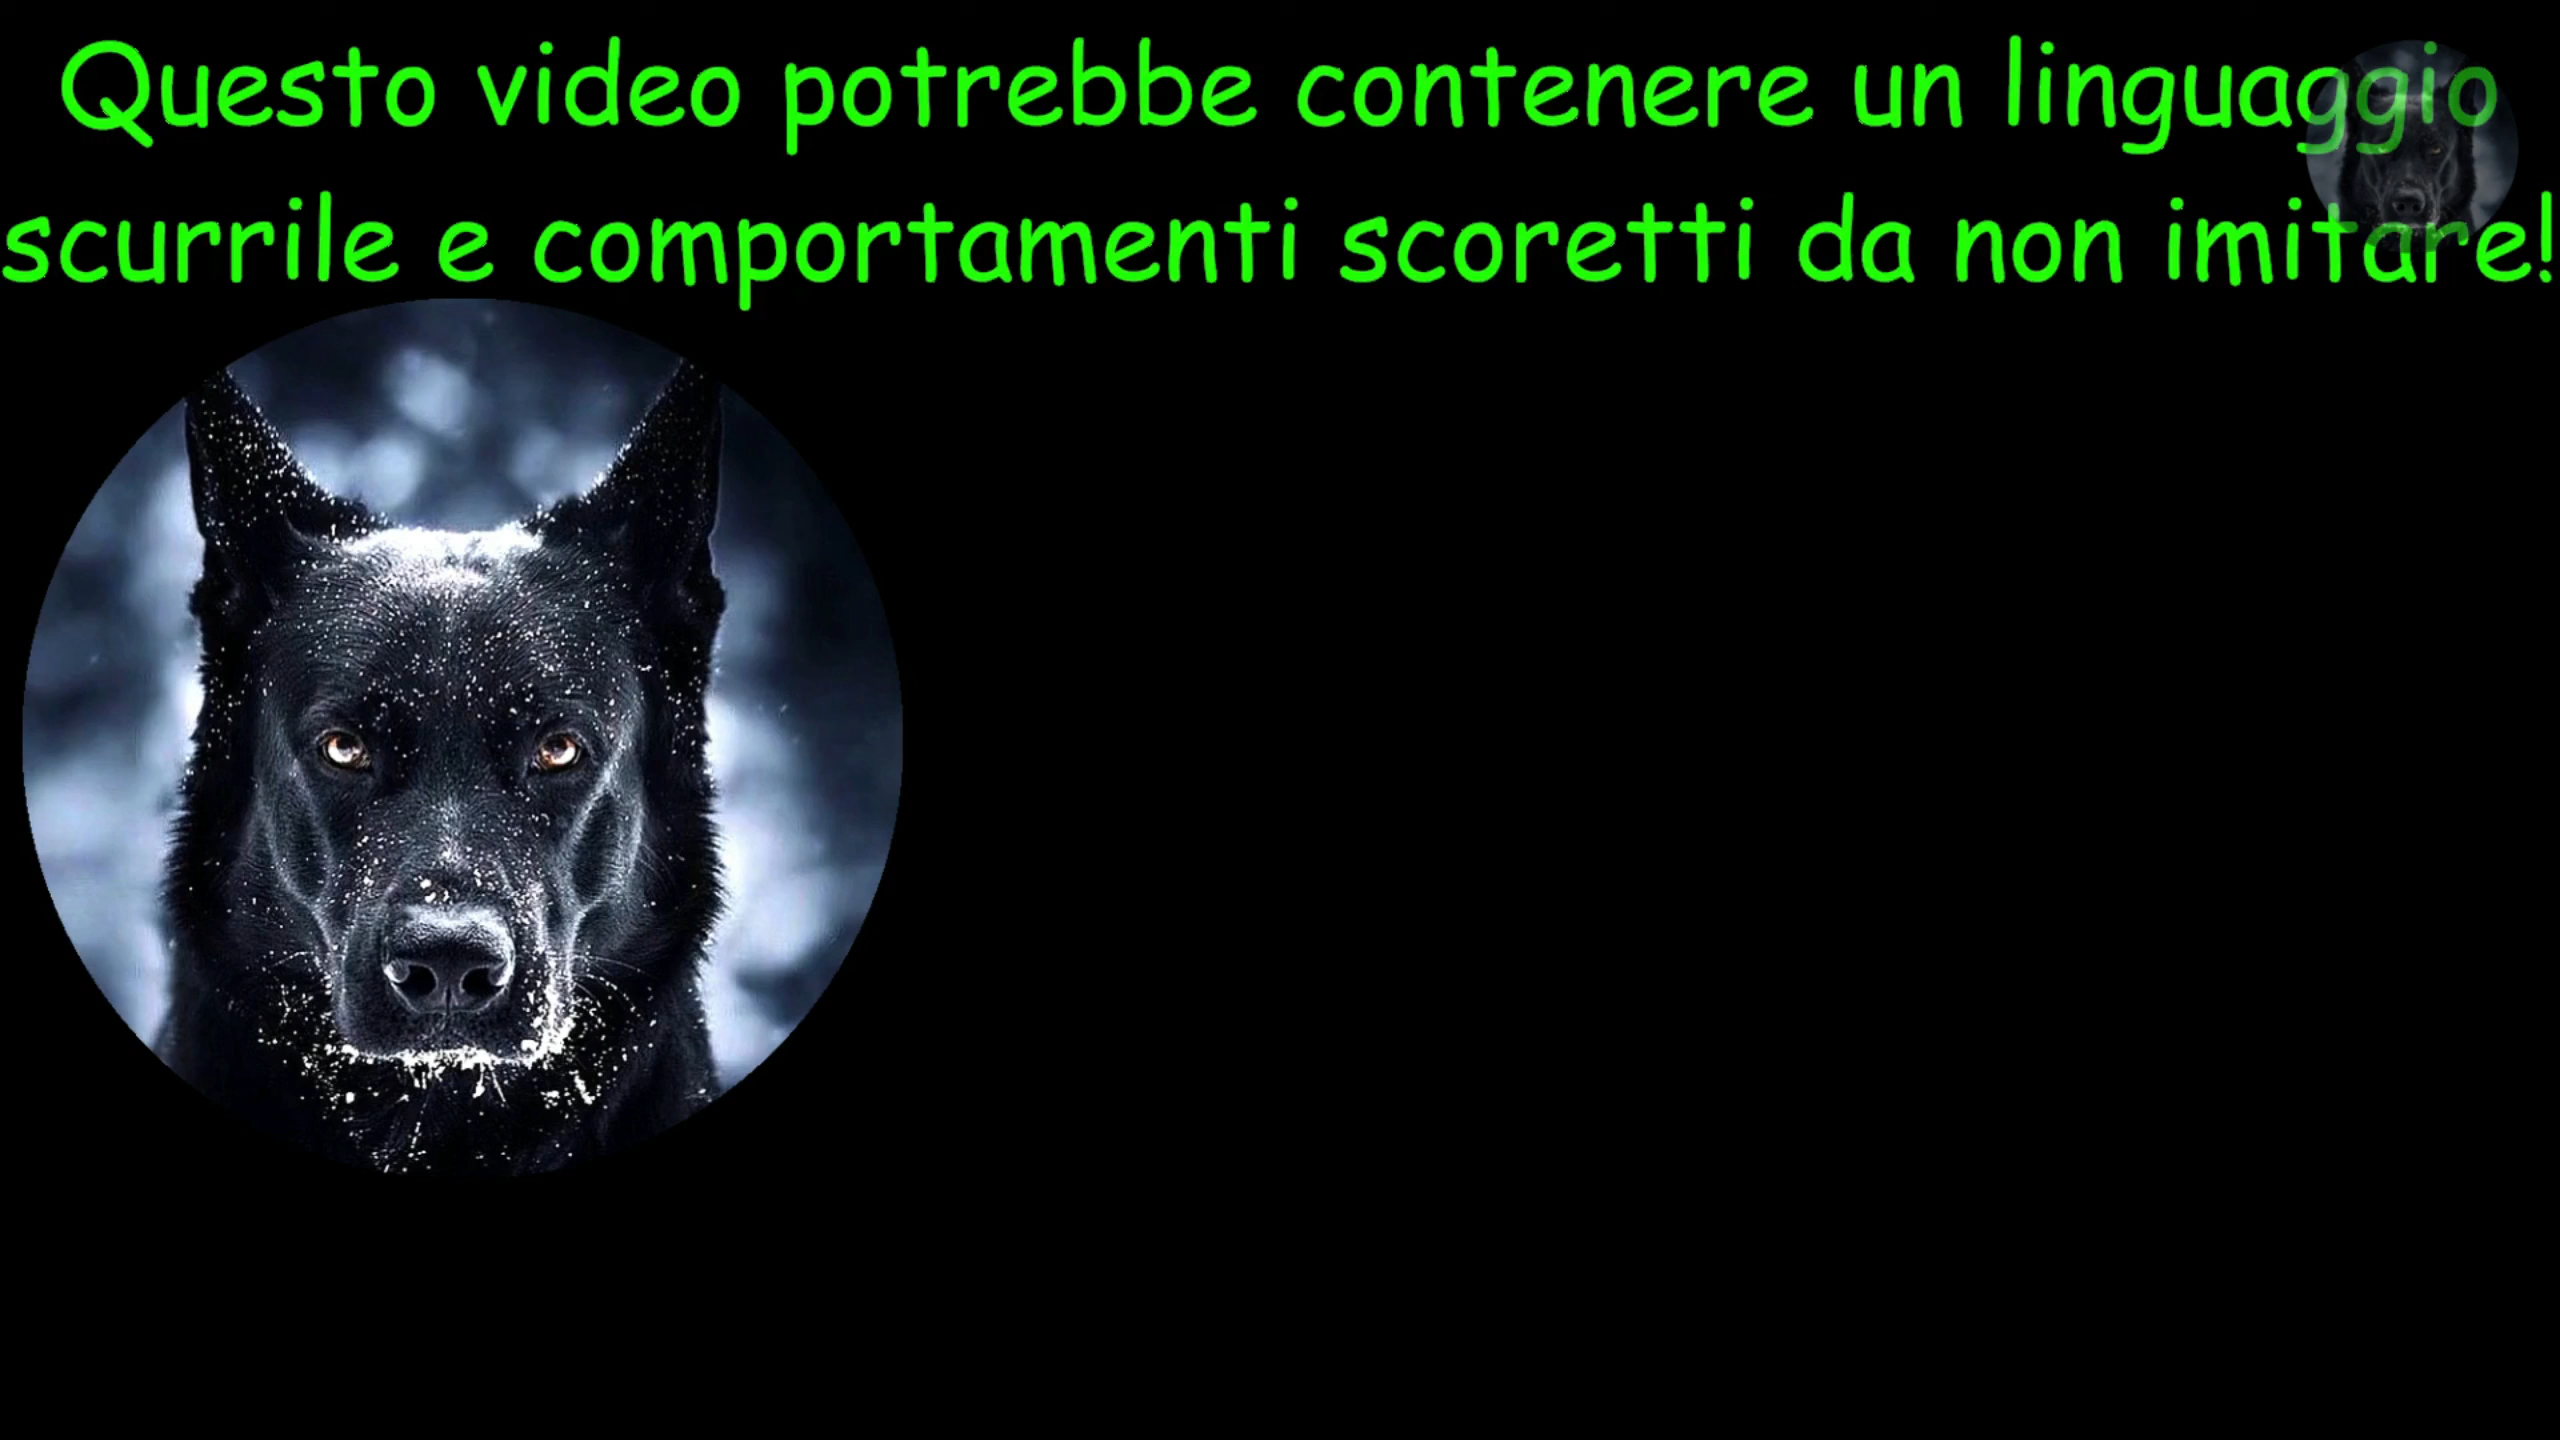 Questo video potrebbe contenere un linguaggio
scurrile e comportamenti scoretti da non imitare!